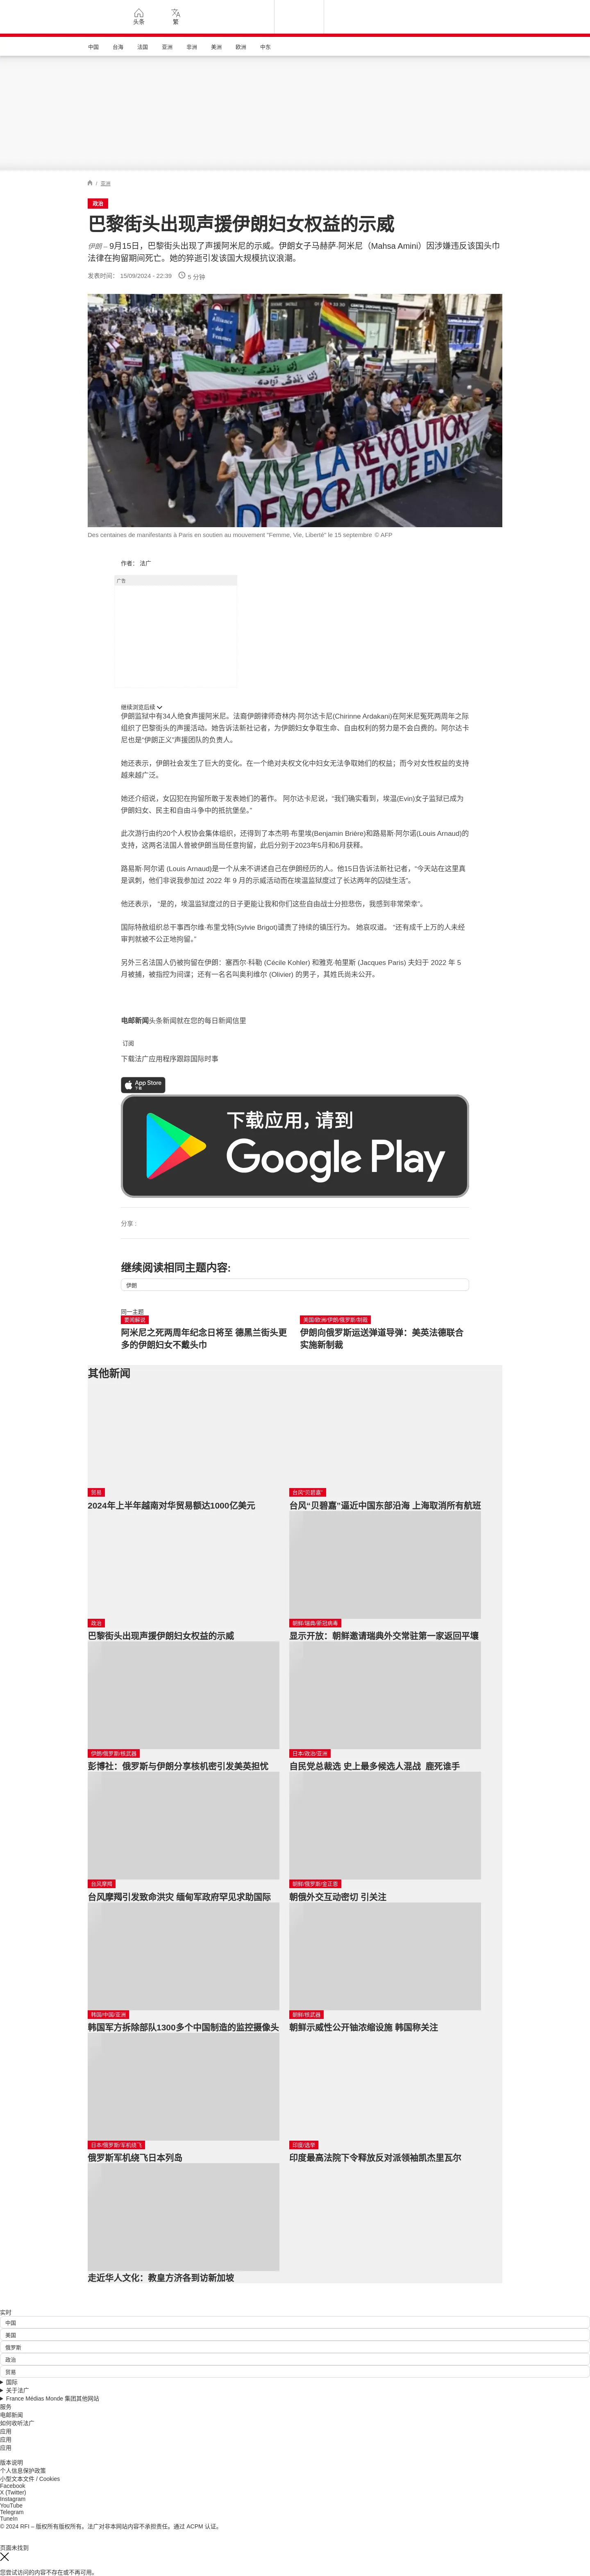 头条
繁
中国 台海 法国 亚洲 非洲 美洲 欧洲 中东
/ 亚洲
政治
巴黎街头出现声援伊朗妇女权益的示威
伊朗 – 9月15日，巴黎街头出现了声援阿米尼的示威。伊朗女子马赫萨·阿米尼（Mahsa Amini）因涉嫌违反该国头巾
法律在拘留期间死亡。她的猝逝引发该国大规模抗议浪潮。
发表时间： 15/09/2024 - 22:39 5 分钟
Alliance
des
Femmes
VIVE LA REVOLUTION
DEMOCRATIQUE EN IRAN
Des centaines de manifestants à Paris en soutien au mouvement "Femme, Vie, Liberté" le 15 septembre © AFP
作者： 法广
广告
继续浏览后续
伊朗监狱中有34人绝食声援阿米尼。法裔伊朗律师奇林内·阿尔达卡尼(Chirinne Ardakani)在阿米尼冤死两周年之际
组织了巴黎街头的声援活动。她告诉法新社记者，为伊朗妇女争取生命、自由权利的努力是不会白费的。阿尔达卡
尼也是“伊朗正义”声援团队的负责人。
她还表示，伊朗社会发生了巨大的变化。在一个绝对夫权文化中妇女无法争取她们的权益；而今对女性权益的支持
越来越广泛。
她还介绍说，女囚犯在拘留所敢于发表她们的著作。 阿尔达卡尼说，“我们确实看到，埃温(Evin)女子监狱已成为
伊朗妇女、民主和自由斗争中的抵抗堡垒。”
此次游行由约20个人权协会集体组织，还得到了本杰明·布里埃(Benjamin Brière)和路易斯·阿尔诺(Louis Arnaud)的
支持，这两名法国人曾被伊朗当局任意拘留，此后分别于2023年5月和6月获释。
路易斯·阿尔诺 (Louis Arnaud)是一个从来不讲述自己在伊朗经历的人。他15日告诉法新社记者，“今天站在这里真
是讽刺，他们非说我参加过 2022 年 9 月的示威活动而在埃温监狱度过了长达两年的囚徒生活”。
他还表示， “是的，埃温监狱度过的日子更能让我和你们这些自由战士分担悲伤，我感到非常荣幸”。
国际特赦组织总干事西尔维·布里戈特(Sylvie Brigot)谴责了持续的镇压行为。 她哀叹道。 “还有成千上万的人未经
审判就被不公正地拘留。”
另外三名法国人仍被拘留在伊朗：塞西尔·科勒 (Cécile Kohler) 和雅克·帕里斯 (Jacques Paris) 夫妇于 2022 年 5
月被捕，被指控为间谍；还有一名名叫奥利维尔 (Olivier) 的男子，其姓氏尚未公开。
电邮新闻头条新闻就在您的每日新闻信里
订阅
下载法广应用程序跟踪国际时事
App Store
下载
下载应用，请到
Google Play
分享 :
继续阅读相同主题内容:
伊朗
同一主题
要闻解说
阿米尼之死两周年纪念日将至 德黑兰街头更
多的伊朗妇女不戴头巾
美国/欧洲/伊朗/俄罗斯/制裁
伊朗向俄罗斯运送弹道导弹：美英法德联合
实施新制裁
其他新闻
贸易
2024年上半年越南对华贸易额达1000亿美元
台风“贝碧嘉”
台风“贝碧嘉”逼近中国东部沿海 上海取消所有航班
政治
巴黎街头出现声援伊朗妇女权益的示威
朝鲜/瑞典/新冠病毒
显示开放：朝鲜邀请瑞典外交常驻第一家返回平壤
伊朗/俄罗斯/核武器
彭博社：俄罗斯与伊朗分享核机密引发美英担忧
日本/政治/亚洲
自民党总裁选 史上最多候选人混战 鹿死谁手
台风摩羯
台风摩羯引发致命洪灾 缅甸军政府罕见求助国际
朝鲜/俄罗斯/金正恩
朝俄外交互动密切 引关注
韩国/中国/亚洲
韩国军方拆除部队1300多个中国制造的监控摄像头
朝鲜/核武器
朝鲜示威性公开铀浓缩设施 韩国称关注
日本/俄罗斯/军机绕飞
俄罗斯军机绕飞日本列岛
印度/选举
印度最高法院下令释放反对派领袖凯杰里瓦尔
走近华人文化：教皇方济各到访新加坡
实时
中国
美国
俄罗斯
政治
贸易
国际
关于法广
France Médias Monde 集团其他网站
服务
电邮新闻
如何收听法广
应用
应用
应用
版本说明
个人信息保护政策
小型文本文件 / Cookies
Facebook
X (Twitter)
Instagram
YouTube
Telegram
TuneIn
© 2024 RFI – 版权所有版权所有。法广对非本网站内容不承担责任。通过 ACPM 认证。
页面未找到
您尝试访问的内容不存在或不再可用。